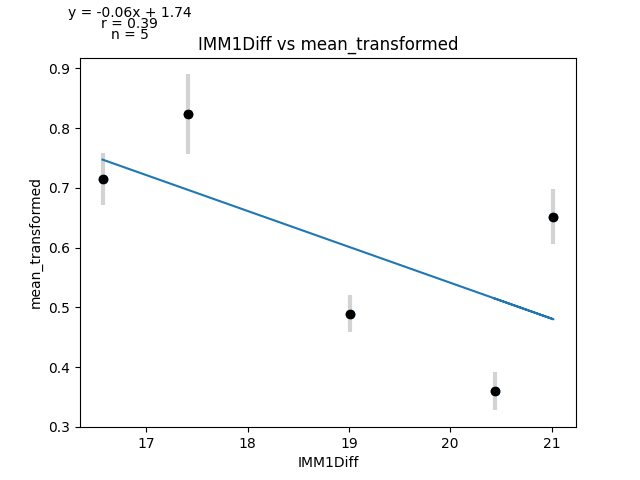 y = -0.06x + 1.74
r = 0.39
n = 5
IMM1Diff vs mean_transformed
0.9
0.8
0.7
0.6
0.5
0.4
0.3
mean_transformed
17 18 19 20 21
IMM1Diff